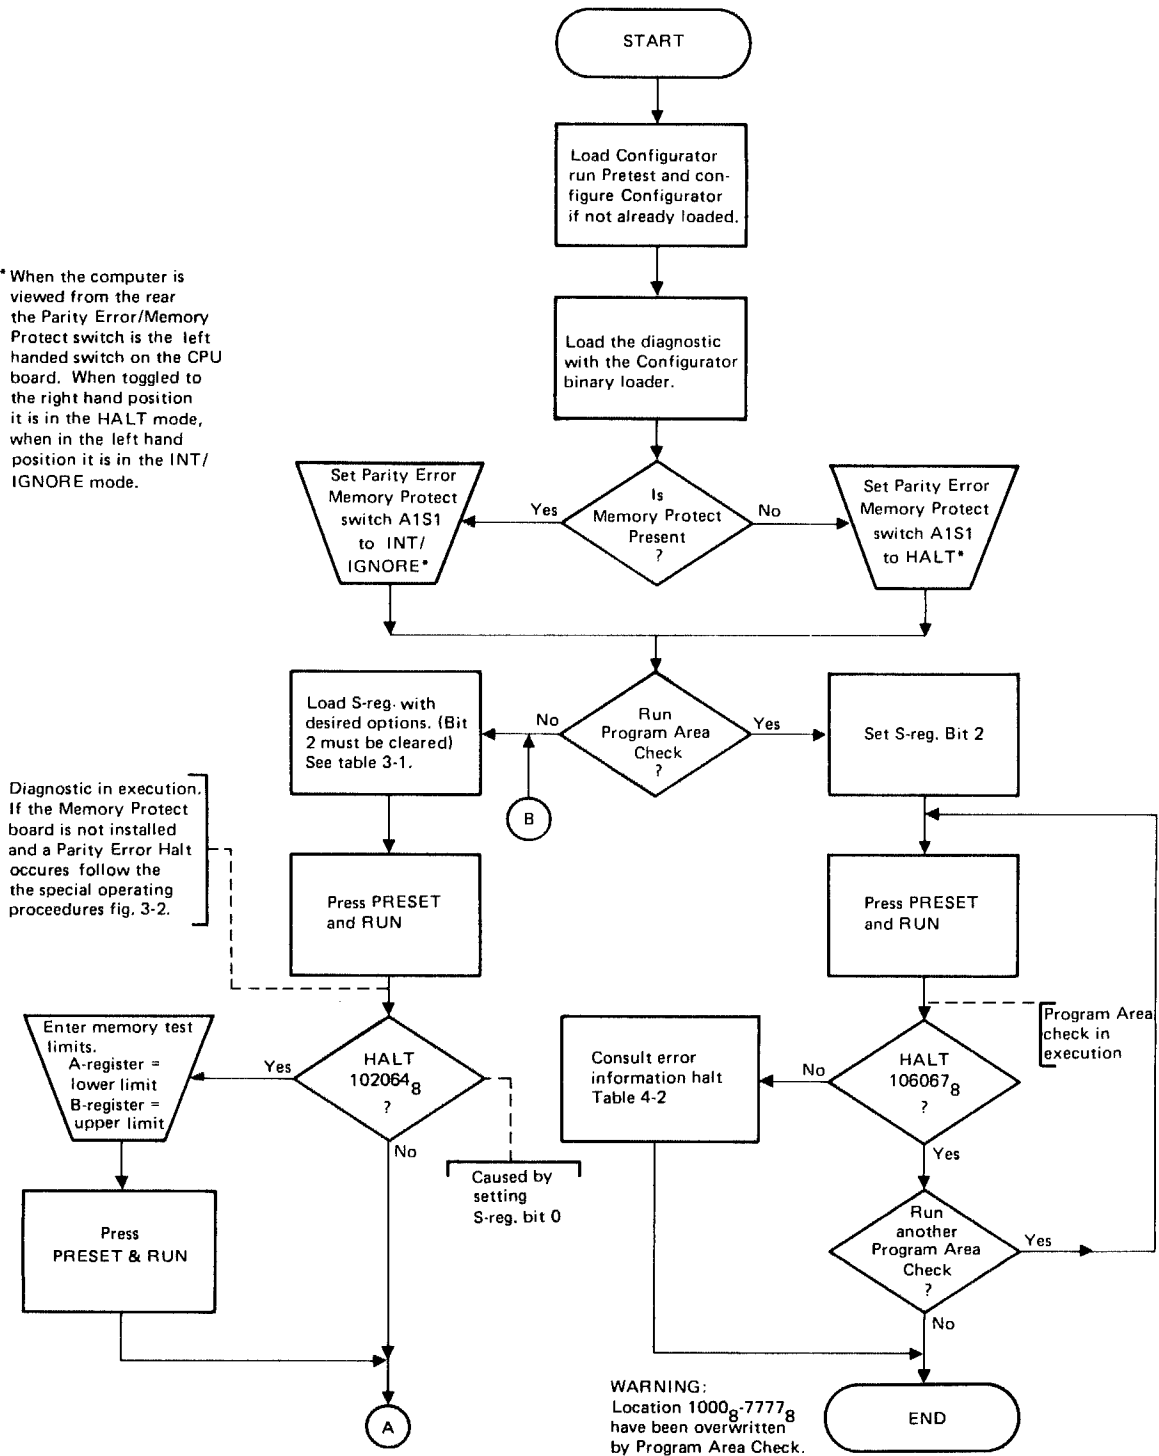 START
Load Configurator
run Pretest and con-
figure Configurator
if not already loaded.
* When the computer is
viewed from the rear
the Parity Error/Memory
Protect switch is the left
handed switch on the CPU
board. When toggled to
the right hand position
it is in the HALT mode,
when in the left hand
position it is in the INT/
IGNORE mode.
Load the diagnostic
with the Configurator
binary loader.
Set Parity Error
Memory Protect
switch A1S1
to INT/
IGNORE*
Yes
Is
Memory Protect
Present
?
No
Set Parity Error
Memory Protect
switch A1S1
to HALT*
Load S-reg. with
desired options. (Bit
2 must be cleared)
See table 3-1.
No
Run
Program Area
Check
?
Yes
Set S-reg. Bit 2
B
Diagnostic in execution.
If the Memory Protect
board is not installed
and a Parity Error Halt
occures follow the
the special operating
proceedures fig. 3-2.
Press PRESET
and RUN
Press PRESET
and RUN
Program Area
check in
execution
Enter memory test
limits.
A-register =
lower limit
B-register =
upper limit
Yes
HALT
102064₈
?
No
Caused by
setting
S-reg. bit 0
Consult error
information halt
Table 4-2
No
HALT
106067₈
?
Yes
Press
PRESET & RUN
Run
another
Program Area
Check
?
Yes
No
A
WARNING:
Location 1000₈-7777₈
have been overwritten
by Program Area Check.
END